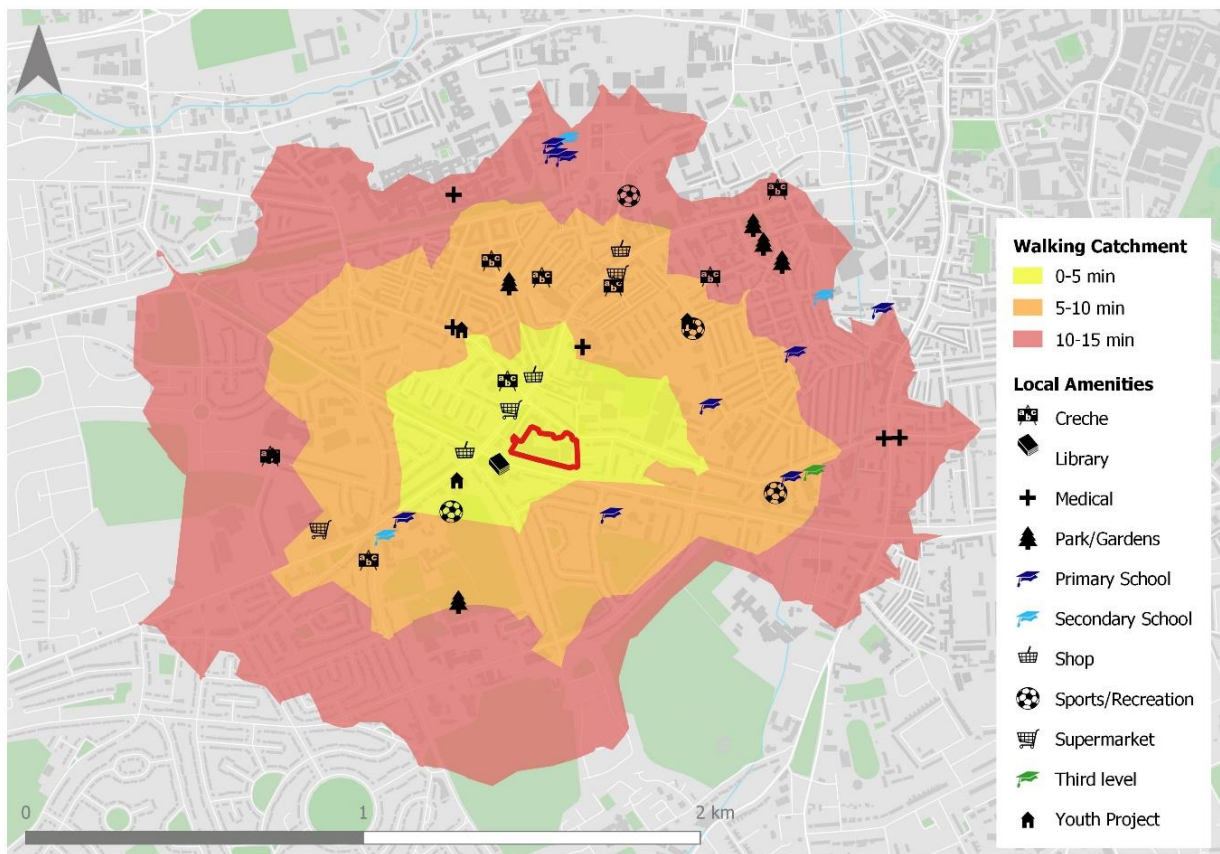 Walking Catchment
0-5 min
5-10 min
10-15 min
Local Amenities
abc Creche
Library
Medical
Park/Gardens
Primary School
Secondary School
Shop
Sports/Recreation
Supermarket
Third level
Youth Project
0 1 2 km